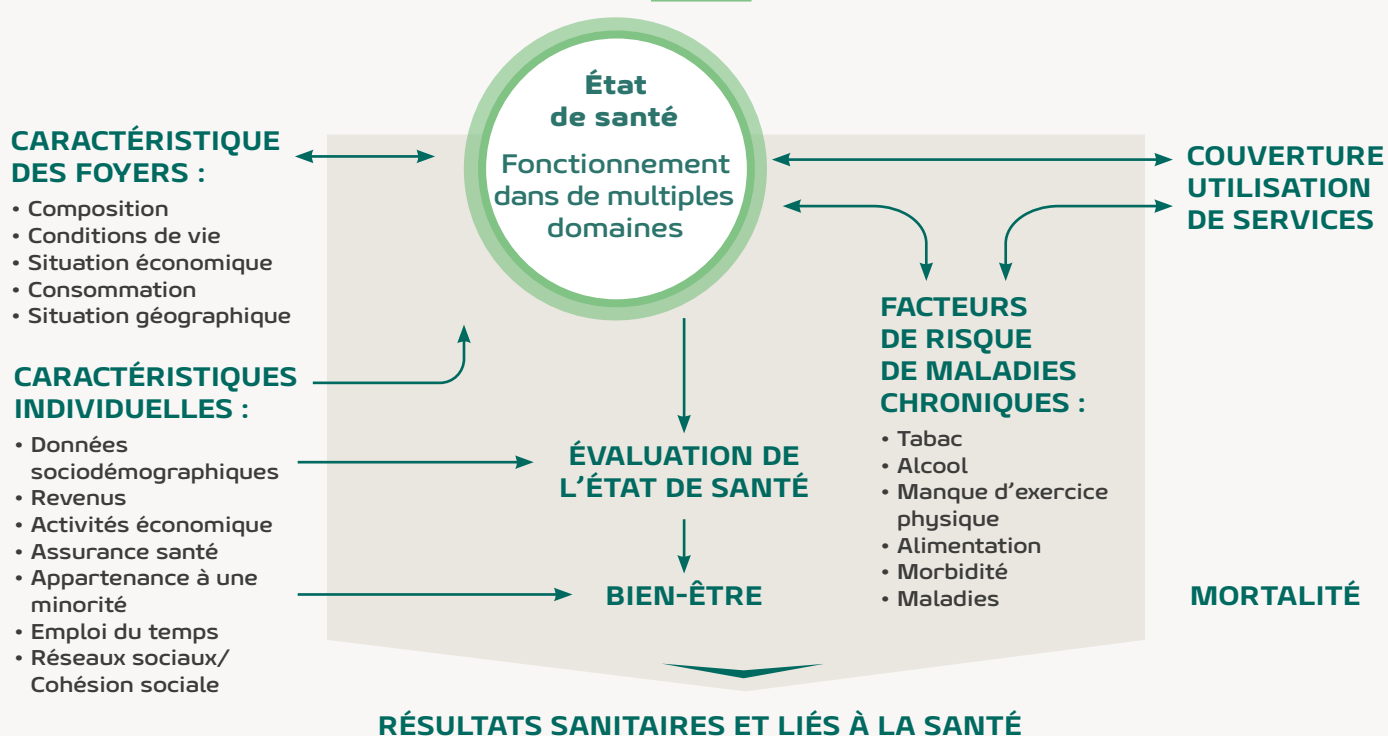 État
de santé
Fonctionnement
dans de multiples
domaines
CARACTÉRISTIQUE
DES FOYERS :
• Composition
• Conditions de vie
• Situation économique
• Consommation
• Situation géographique
CARACTÉRISTIQUES
INDIVIDUELLES :
• Données
sociodémographiques
• Revenus
• Activités économique
• Assurance santé
• Appartenance à une
minorité
• Emploi du temps
• Réseaux sociaux/
Cohésion sociale
ÉVALUATION DE
L'ÉTAT DE SANTÉ
BIEN-ÊTRE
FACTEURS
DE RISQUE
DE MALADIES
CHRONIQUES :
• Tabac
• Alcool
• Manque d'exercice
physique
• Alimentation
• Morbidité
• Maladies
COUVERTURE
UTILISATION
DE SERVICES
MORTALITÉ
RÉSULTATS SANITAIRES ET LIÉS À LA SANTÉ